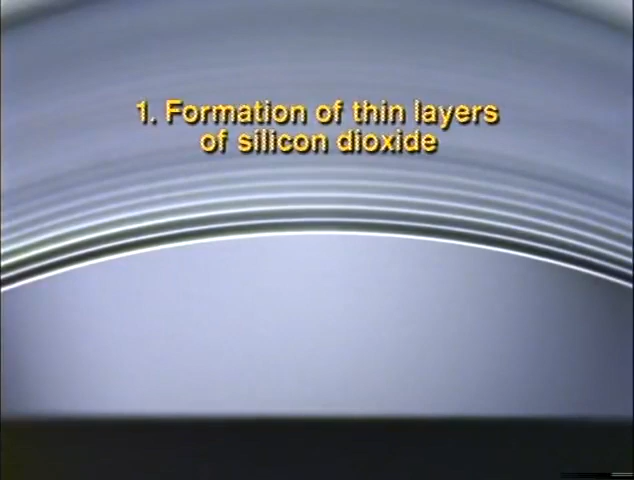 1. Formation of thin layers
of silicon dioxide